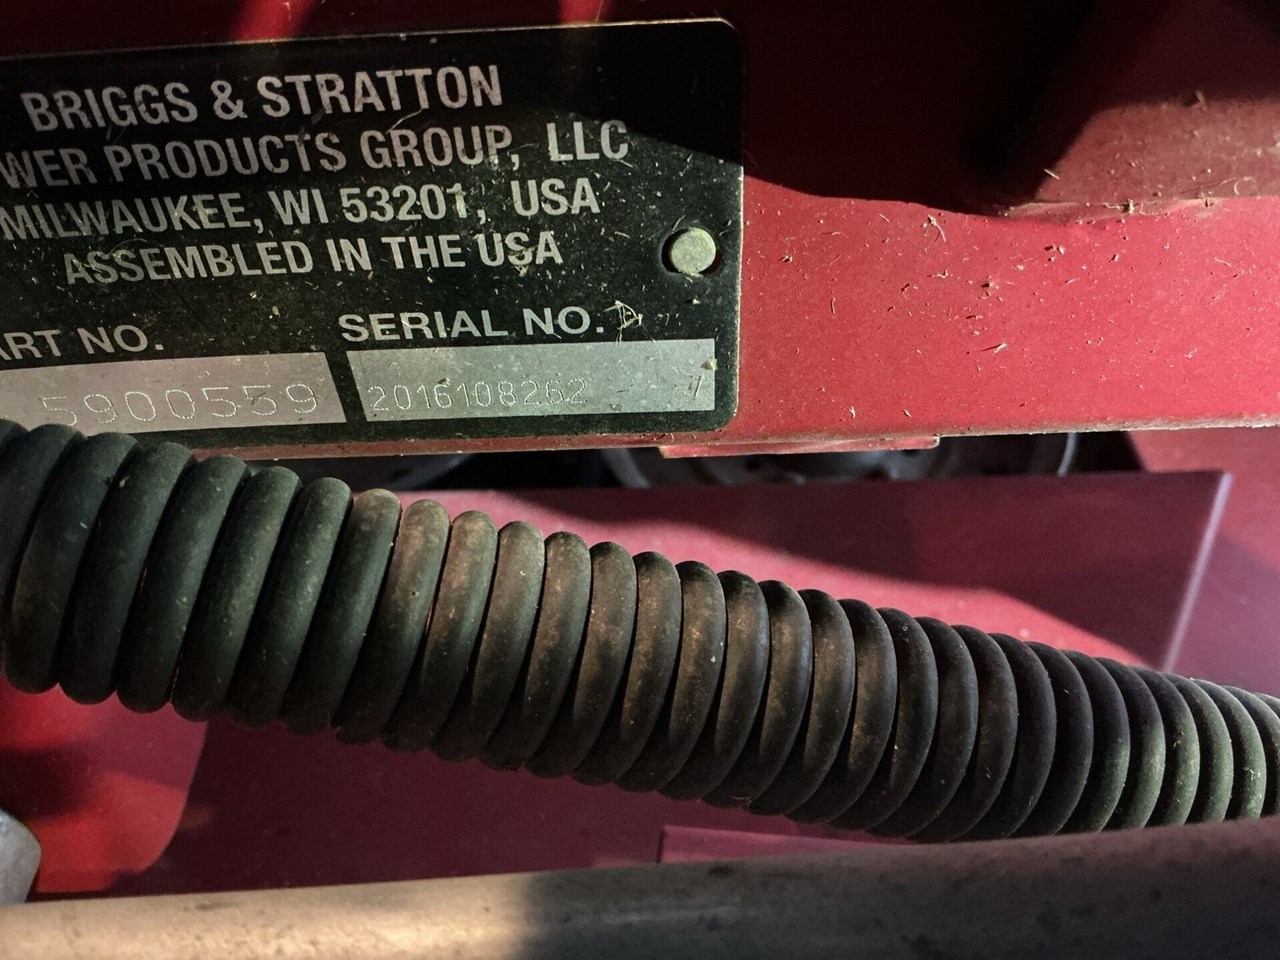 BRIGGS & STRATTON
WER PRODUCTS GROUP, LLC
MILWAUKEE, WI 53201, USA
ASSEMBLED IN THE USA
ART NO. SERIAL NO.
5900559 2016108262